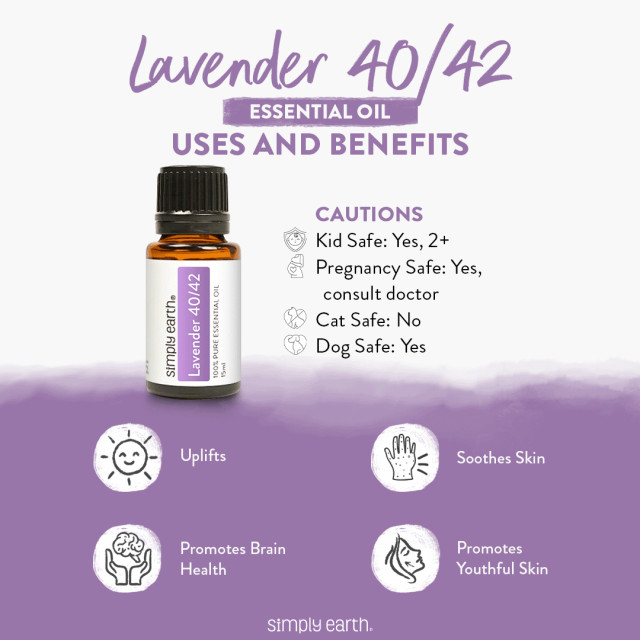 Lavender 40/42
ESSENTIAL OIL
USES AND BENEFITS
simply earth®
Lavender 40/42
100% PURE ESSENTIAL OIL
15ml
CAUTIONS
Kid Safe: Yes, 2+
Pregnancy Safe: Yes,
consult doctor
Cat Safe: No
Dog Safe: Yes
Uplifts
Soothes Skin
Promotes Brain
Health
Promotes
Youthful Skin
simply earth®